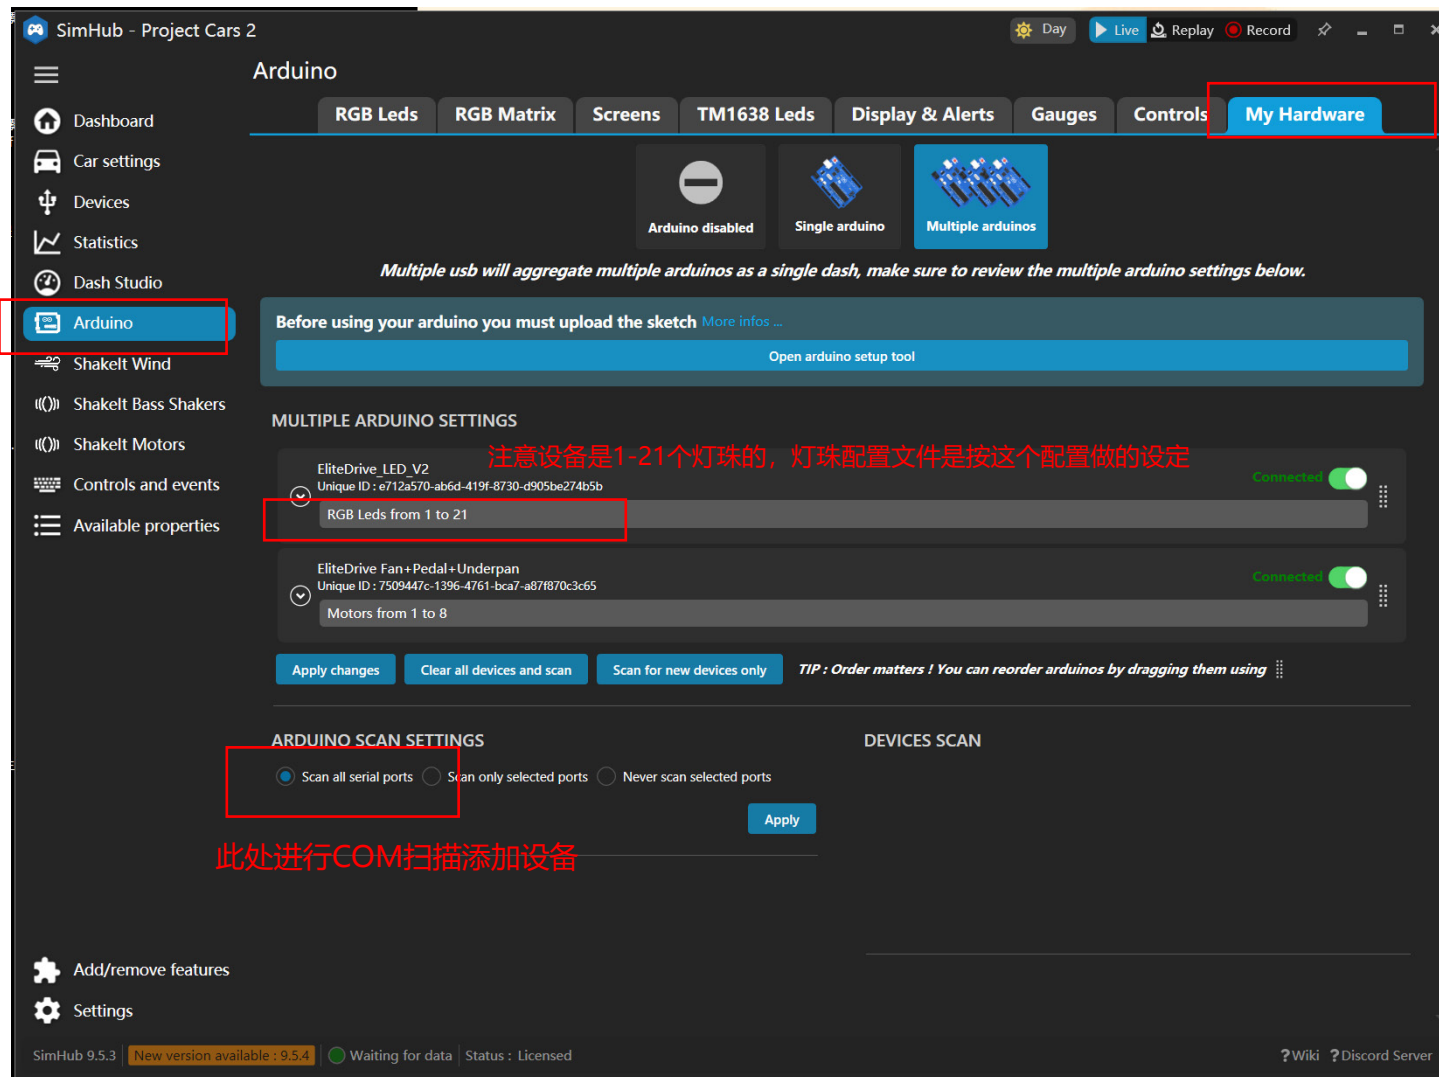 SimHub - Project Cars 2
Day
Live
Replay
Record
Arduino
RGB Leds
RGB Matrix
Screens
TM1638 Leds
Display & Alerts
Gauges
Controls
My Hardware
Dashboard
Car settings
Devices
Statistics
Dash Studio
Arduino
ShakeIt Wind
ShakeIt Bass Shakers
ShakeIt Motors
Controls and events
Available properties
Arduino disabled
Single arduino
Multiple arduinos
Multiple usb will aggregate multiple arduinos as a single dash, make sure to review the multiple arduino settings below.
Before using your arduino you must upload the sketch More infos ...
Open arduino setup tool
MULTIPLE ARDUINO SETTINGS
注意设备是1-21个灯珠的，灯珠配置文件是按这个配置做的设定
EliteDrive_LED_V2
Unique ID : e712a570-ab6d-419f-8730-d905be274b5b
Connected
RGB Leds from 1 to 21
EliteDrive Fan+Pedal+Underpan
Unique ID : 7509447c-1396-4761-bca7-a87f870c3c65
Connected
Motors from 1 to 8
Apply changes
Clear all devices and scan
Scan for new devices only
TIP : Order matters ! You can reorder arduinos by dragging them using
ARDUINO SCAN SETTINGS
DEVICES SCAN
Scan all serial ports
Scan only selected ports
Never scan selected ports
Apply
此处进行COM扫描添加设备
Add/remove features
Settings
SimHub 9.5.3
New version available : 9.5.4
Waiting for data
Status : Licensed
?Wiki
?Discord Server